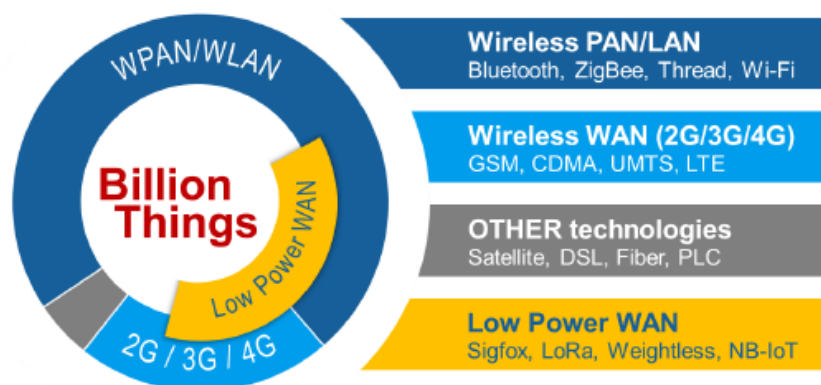 WPAN/WLAN
Billion
Things
Low Power WAN
2G / 3G / 4G
Wireless PAN/LAN
Bluetooth, ZigBee, Thread, Wi-Fi
Wireless WAN (2G/3G/4G)
GSM, CDMA, UMTS, LTE
OTHER technologies
Satellite, DSL, Fiber, PLC
Low Power WAN
Sigfox, LoRa, Weightless, NB-IoT